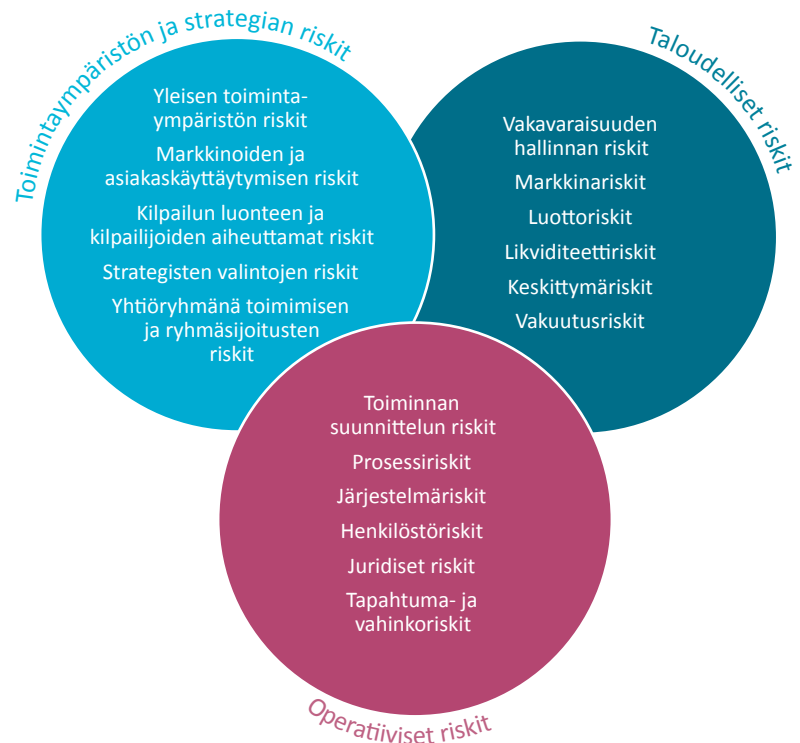 Toimintaympäristön ja strategian riskit
Yleisen toiminta-
ympäristön riskit
Markkinoiden ja
asiakaskäyttäytymisen riskit
Kilpailun luonteen ja
kilpailijoiden aiheuttamat riskit
Strategisten valintojen riskit
Yhtiöryhmänä toimimisen
ja ryhmäsijoitusten
riskit
Taloudelliset riskit
Vakavaraisuuden
hallinnan riskit
Markkinariskit
Luottoriskit
Likviditeettiriskit
Keskittymäriskit
Vakuutusriskit
Toiminnan
suunnittelun riskit
Prosessiriskit
Järjestelmäriskit
Henkilöstöriskit
Juridiset riskit
Tapahtuma- ja
vahinkoriskit
Operatiiviset riskit